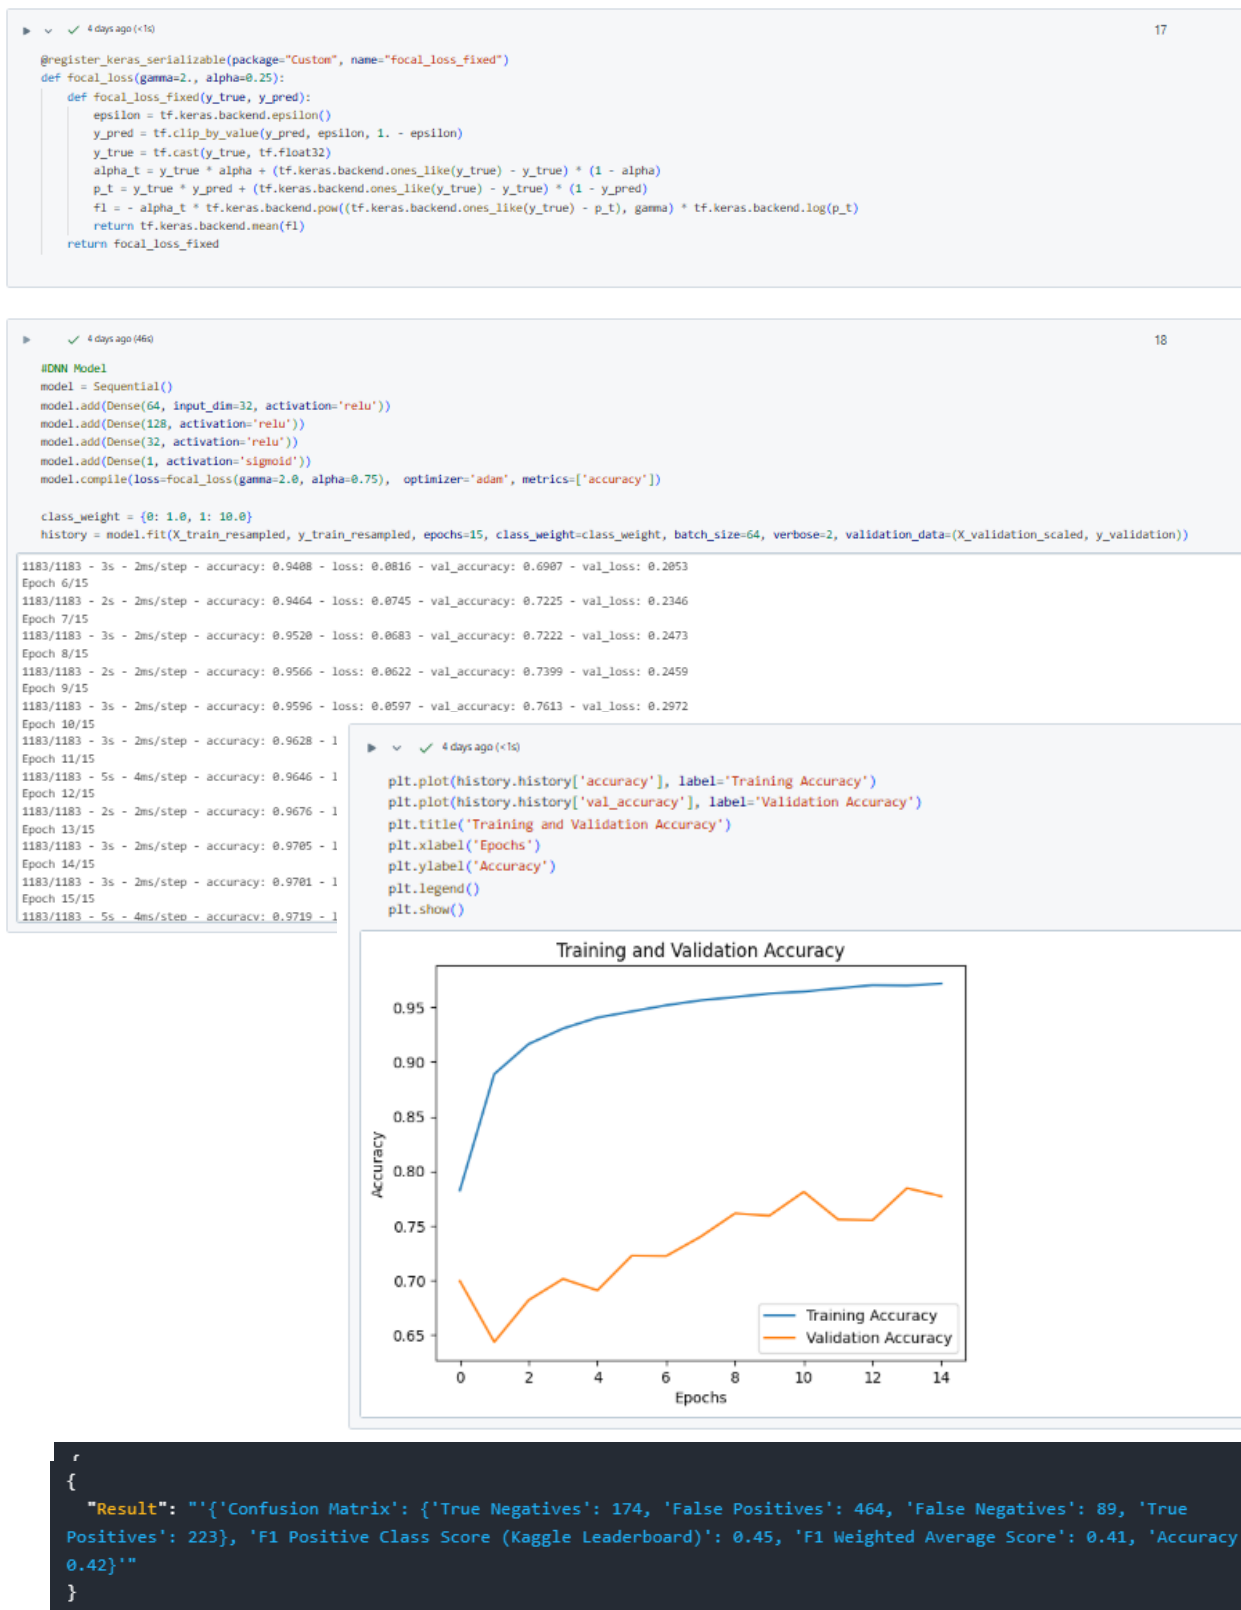 4 days ago (<1s)
17
@register_keras_serializable(package="Custom", name="focal_loss_fixed")
def focal_loss(gamma=2., alpha=0.25):
def focal_loss_fixed(y_true, y_pred):
epsilon = tf.keras.backend.epsilon()
y_pred = tf.clip_by_value(y_pred, epsilon, 1. - epsilon)
y_true = tf.cast(y_true, tf.float32)
alpha_t = y_true * alpha + (tf.keras.backend.ones_like(y_true) - y_true) * (1 - alpha)
p_t = y_true * y_pred + (tf.keras.backend.ones_like(y_true) - y_true) * (1 - y_pred)
fl = - alpha_t * tf.keras.backend.pow((tf.keras.backend.ones_like(y_true) - p_t), gamma) * tf.keras.backend.log(p_t)
return tf.keras.backend.mean(fl)
return focal_loss_fixed
4 days ago (46s)
18
#DNN Model
model = Sequential()
model.add(Dense(64, input_dim=32, activation='relu'))
model.add(Dense(128, activation='relu'))
model.add(Dense(32, activation='relu'))
model.add(Dense(1, activation='sigmoid'))
model.compile(loss=focal_loss(gamma=2.0, alpha=0.75),  optimizer='adam', metrics=['accuracy'])
class_weight = {0: 1.0, 1: 10.0}
history = model.fit(X_train_resampled, y_train_resampled, epochs=15, class_weight=class_weight, batch_size=64, verbose=2, validation_data=(X_validation_scaled, y_validation))
1183/1183 - 3s - 2ms/step - accuracy: 0.9408 - loss: 0.0816 - val_accuracy: 0.6907 - val_loss: 0.2053
Epoch 6/15
1183/1183 - 2s - 2ms/step - accuracy: 0.9464 - loss: 0.0745 - val_accuracy: 0.7225 - val_loss: 0.2346
Epoch 7/15
1183/1183 - 3s - 2ms/step - accuracy: 0.9520 - loss: 0.0683 - val_accuracy: 0.7222 - val_loss: 0.2473
Epoch 8/15
1183/1183 - 2s - 2ms/step - accuracy: 0.9566 - loss: 0.0622 - val_accuracy: 0.7399 - val_loss: 0.2459
Epoch 9/15
1183/1183 - 3s - 2ms/step - accuracy: 0.9596 - loss: 0.0597 - val_accuracy: 0.7613 - val_loss: 0.2972
Epoch 10/15
1183/1183 - 3s - 2ms/step - accuracy: 0.9628 - l
Epoch 11/15
1183/1183 - 5s - 4ms/step - accuracy: 0.9646 - l
Epoch 12/15
1183/1183 - 2s - 2ms/step - accuracy: 0.9676 - l
Epoch 13/15
1183/1183 - 3s - 2ms/step - accuracy: 0.9705 - l
Epoch 14/15
1183/1183 - 3s - 2ms/step - accuracy: 0.9701 - l
Epoch 15/15
1183/1183 - 5s - 4ms/step - accuracy: 0.9719 - l
4 days ago (<1s)
plt.plot(history.history['accuracy'], label='Training Accuracy')
plt.plot(history.history['val_accuracy'], label='Validation Accuracy')
plt.title('Training and Validation Accuracy')
plt.xlabel('Epochs')
plt.ylabel('Accuracy')
plt.legend()
plt.show()
Training and Validation Accuracy
0.95
0.90
0.85
0.80
0.75
0.70
0.65
Accuracy
Training Accuracy
Validation Accuracy
0 2 4 6 8 10 12 14
Epochs
{
{
"Result": "'{'Confusion Matrix': {'True Negatives': 174, 'False Positives': 464, 'False Negatives': 89, 'True
Positives': 223}, 'F1 Positive Class Score (Kaggle Leaderboard)': 0.45, 'F1 Weighted Average Score': 0.41, 'Accuracy
0.42}'"
}